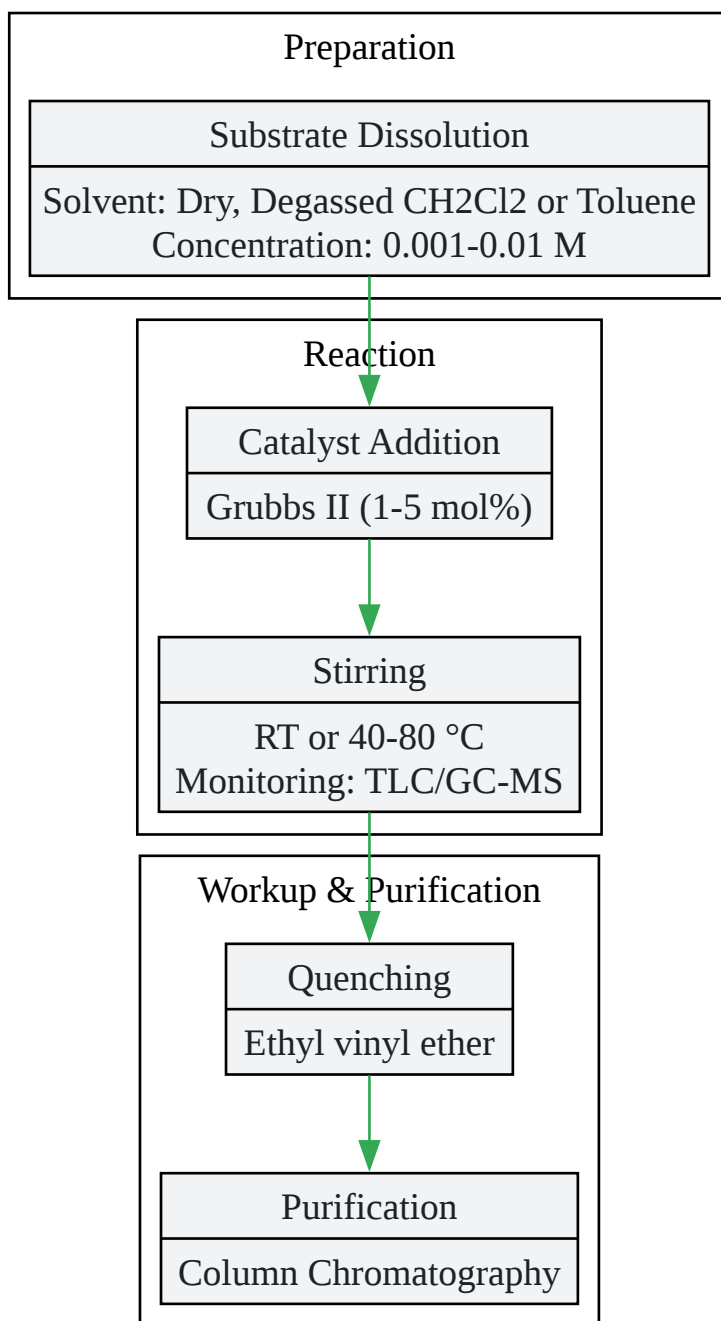 Preparation
Substrate Dissolution
Solvent: Dry, Degassed CH2Cl2 or Toluene
Concentration: 0.001-0.01 M
Reaction
Catalyst Addition
Grubbs II (1-5 mol%)
Stirring
RT or 40-80 °C
Monitoring: TLC/GC-MS
Workup & Purification
Quenching
Ethyl vinyl ether
Purification
Column Chromatography